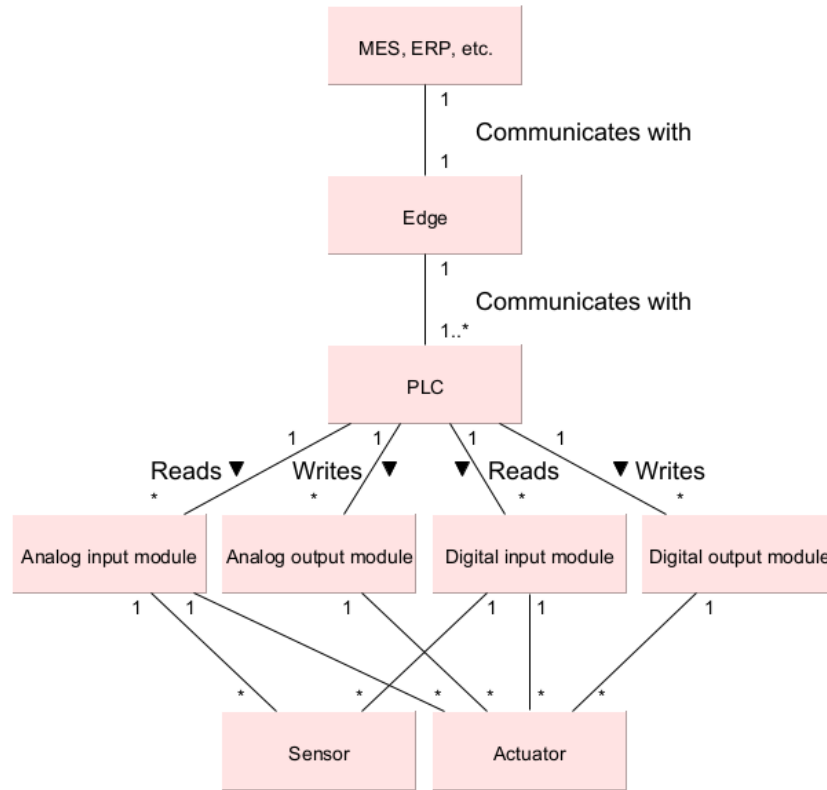 MES, ERP, etc.
1
Communicates with
1
Edge
1
Communicates with
1..*
PLC
1 1 1 1
Reads ▼ Writes ▼ ▼ Reads ▼ Writes
* * * *
Analog input module Analog output module Digital input module Digital output module
1 1 1 1 1 1
* * * * * *
Sensor Actuator